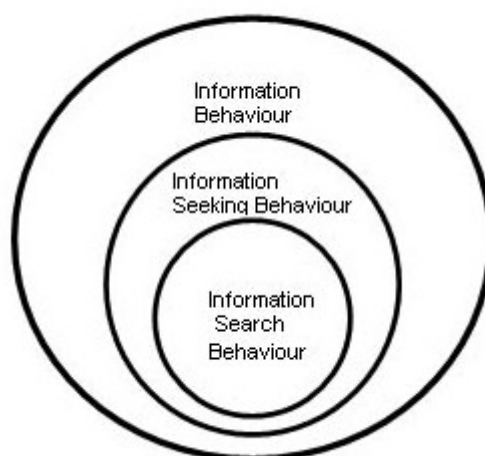 Information
Behaviour
Information
Seeking Behaviour
Information
Search
Behaviour